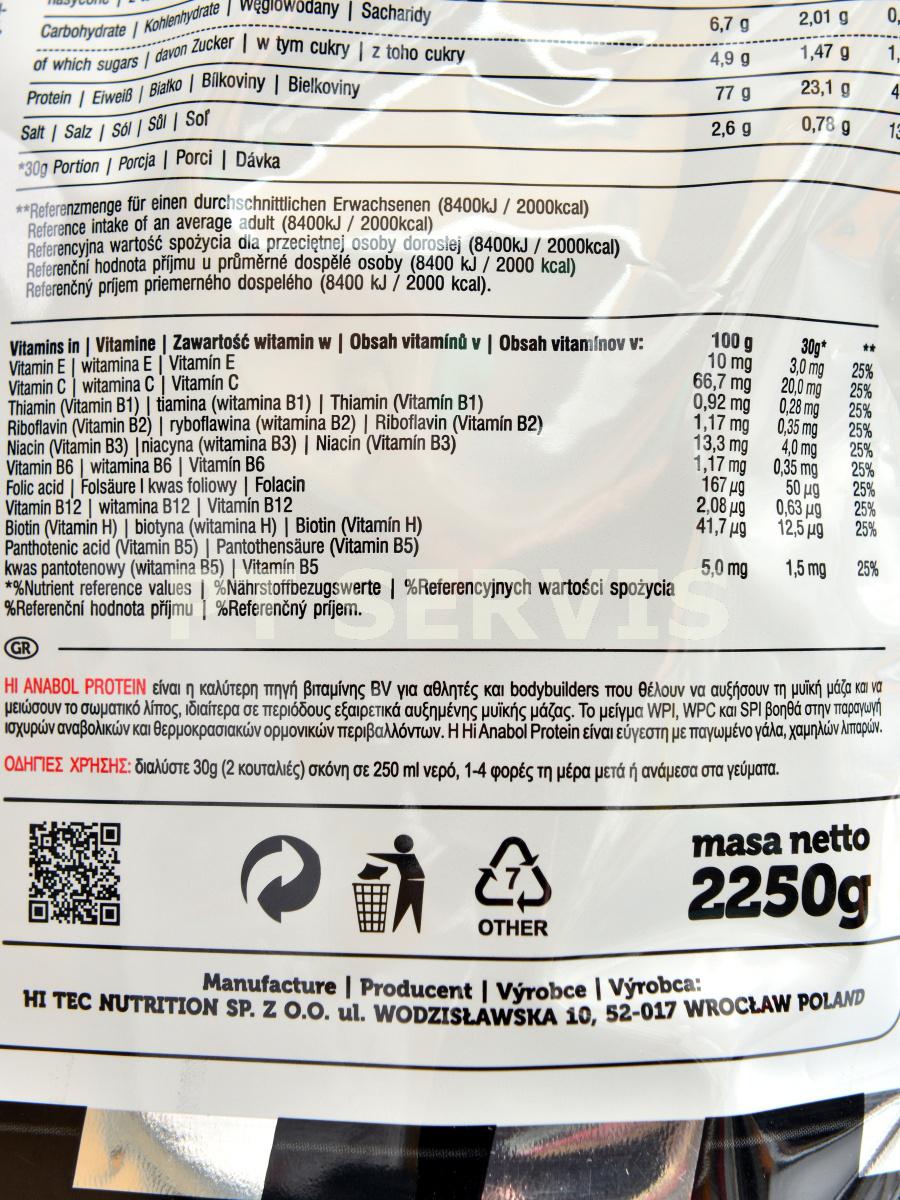 Carbohydrate | Kohlenhydrate | Węglowodany | Sacharidy 6,7 g 2,01 g 0,
of which sugars | davon Zucker | w tym cukry | z toho cukry 4,9 g 1,47 g 1,
Protein | Eiweiß | Białko | Bílkoviny | Bielkoviny 77 g 23,1 g 4
Salt | Salz | Sól | Sůl | Soľ 2,6 g 0,78 g 13
*30g Portion | Porcja | Porci | Dávka
**Referenzmenge für einen durchschnittlichen Erwachsenen (8400kJ / 2000kcal)
Reference intake of an average adult (8400kJ / 2000kcal)
Referencyjna wartość spożycia dla przeciętnej osoby dorosłej (8400kJ / 2000kcal)
Referenční hodnota příjmu u průměrné dospělé osoby (8400 kJ / 2000 kcal)
Referenčný príjem priemerného dospelého (8400 kJ / 2000 kcal).
Vitamins in | Vitamine | Zawartość witamin w | Obsah vitamínů v | Obsah vitamínov v: 100 g 30g* **
Vitamin E | witamina E | Vitamín E 10 mg 3,0 mg 25%
Vitamin C | witamina C | Vitamín C 66,7 mg 20,0 mg 25%
Thiamin (Vitamin B1) | tiamina (witamina B1) | Thiamin (Vitamín B1) 0,92 mg 0,28 mg 25%
Riboflavin (Vitamin B2) | ryboflawina (witamina B2) | Riboflavin (Vitamín B2) 1,17 mg 0,35 mg 25%
Niacin (Vitamin B3) |niacyna (witamina B3) | Niacin (Vitamín B3) 13,3 mg 4,0 mg 25%
Vitamin B6 | witamina B6 | Vitamín B6 1,17 mg 0,35 mg 25%
Folic acid | Folsäure I kwas foliowy | Folacin 167 µg 50 µg 25%
Vitamin B12 | witamina B12 | Vitamín B12 2,08 µg 0,63 µg 25%
Biotin (Vitamin H) | biotyna (witamina H) | Biotin (Vitamín H) 41,7 µg 12,5 µg 25%
Panthotenic acid (Vitamin B5) | Pantothensäure (Vitamin B5)
kwas pantotenowy (witamina B5) | Vitamín B5 5,0 mg 1,5 mg 25%
*%Nutrient reference values | %Nährstoffbezugswerte | %Referencyjnych wartości spożycia
%Referenční hodnota příjmu | %Referenčný príjem.
SERVIS
GR
HI ANABOL PROTEIN είναι η καλύτερη πηγή βιταμίνης BV για αθλητές και bodybuilders που θέλουν να αυξήσουν τη μυϊκή μάζα και να
μειώσουν το σωματικό λίπος, ιδιαίτερα σε περιόδους εξαιρετικά αυξημένης μυϊκής μάζας. Το μείγμα WPI, WPC και SPI βοηθά στην παραγωγή
ισχυρών αναβολικών και θερμοκρασιακών ορμονικών περιβαλλόντων. Η Hi Anabol Protein είναι εύγεστη με παγωμένο γάλα, χαμηλών λιπαρών.
ΟΔΗΓΙΕΣ ΧΡΉΣΗΣ: διαλύστε 30g (2 κουταλιές) σκόνη σε 250 ml νερό, 1-4 φορές τη μέρα μετά ή ανάμεσα στα γεύματα.
7
OTHER
masa netto
2250g
Manufacture | Producent | Výrobce | Výrobca:
HI TEC NUTRITION SP. Z O.O. ul. WODZISŁAWSKA 10, 52-017 WROCŁAW POLAND